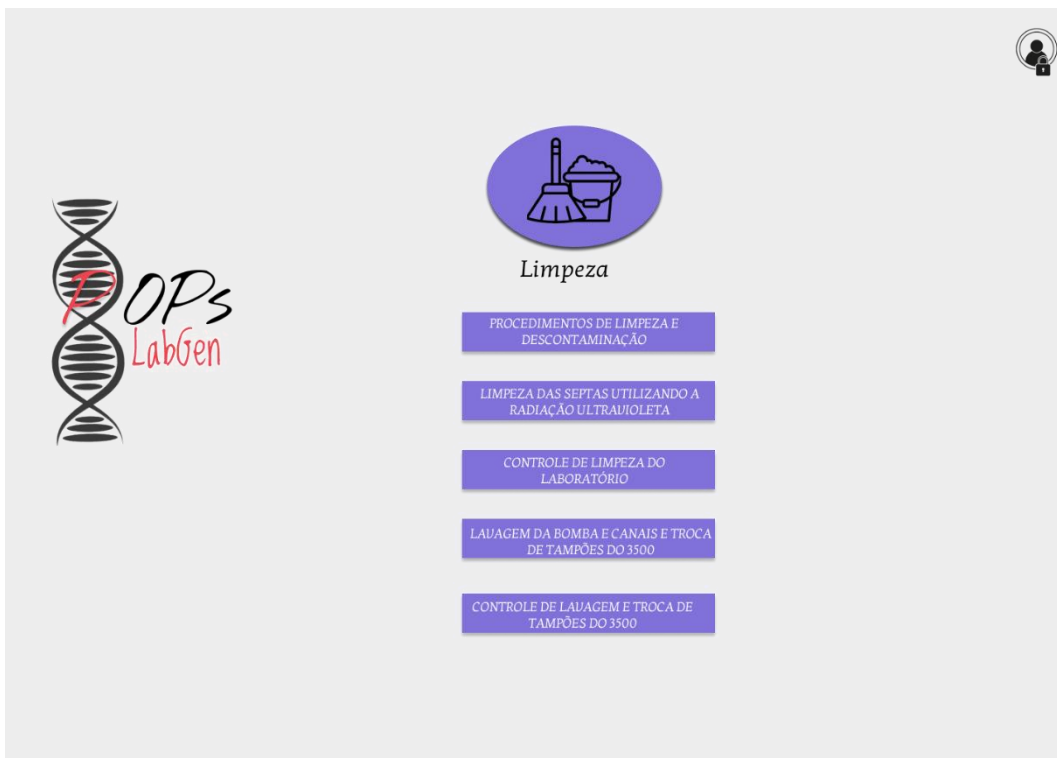 POPs
LabGen
Limpeza
PROCEDIMENTOS DE LIMPEZA E
DESCONTAMINAÇÃO
LIMPEZA DAS SEPTAS UTILIZANDO A
RADIAÇÃO ULTRAVIOLETA
CONTROLE DE LIMPEZA DO
LABORATÓRIO
LAVAGEM DA BOMBA E CANAIS E TROCA
DE TAMPÕES DO 3500
CONTROLE DE LAVAGEM E TROCA DE
TAMPÕES DO 3500